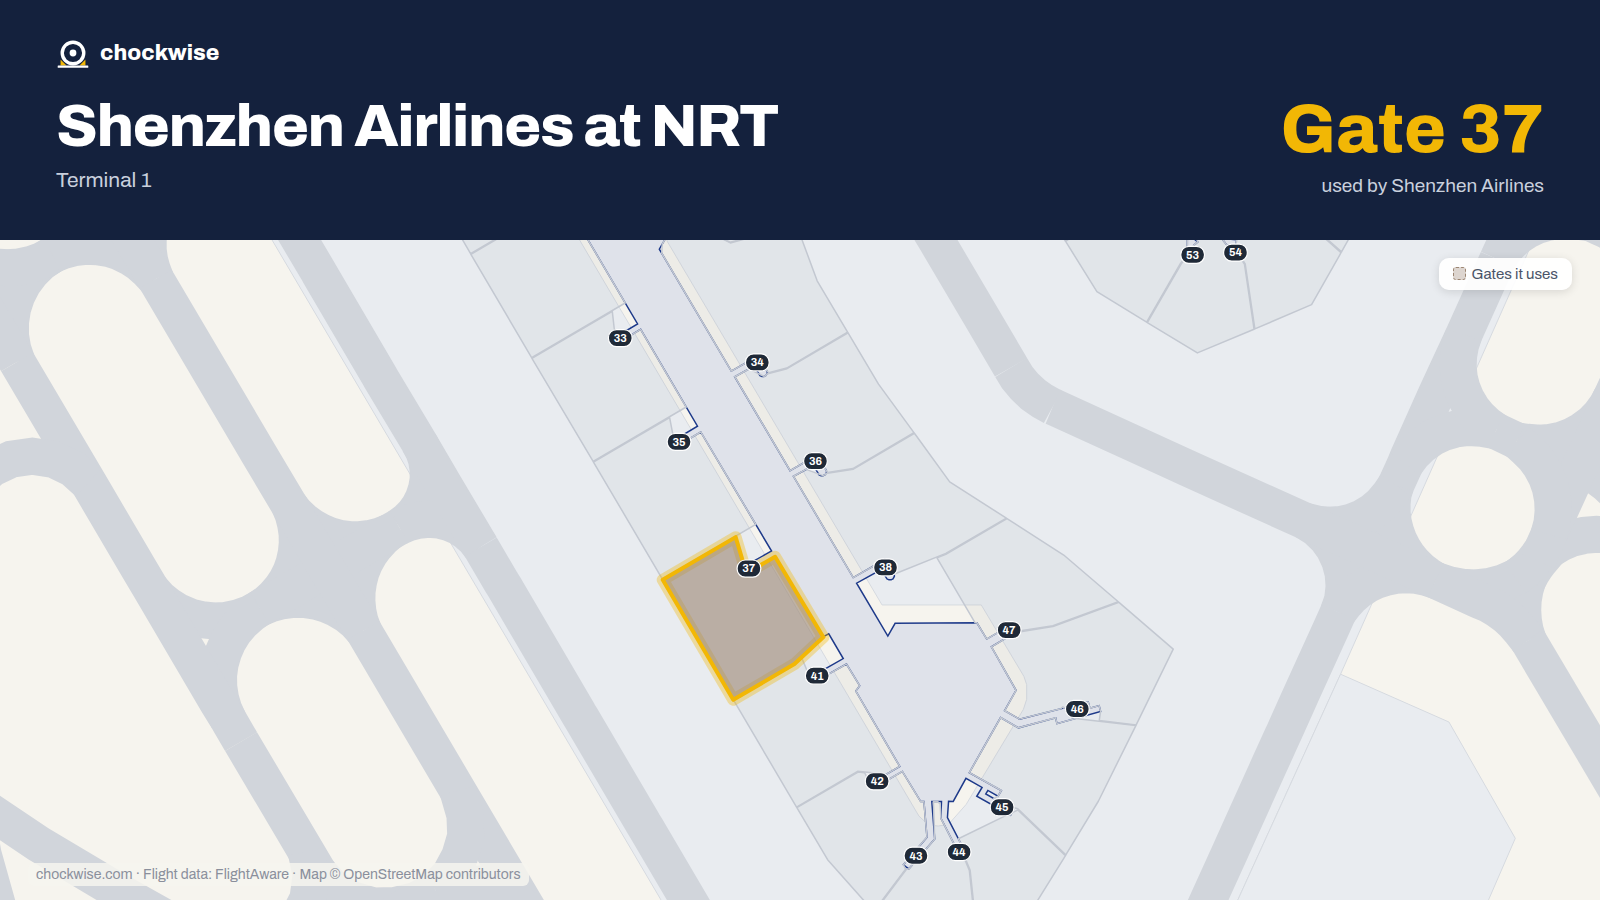 chockwise
Shenzhen Airlines at NRT
Terminal 1
Gate 37
used by Shenzhen Airlines
53
54
Gates it uses
33
34
35
36
37
38
47
41
46
42
45
43
44
chockwise.com · Flight data: FlightAware · Map © OpenStreetMap contributors